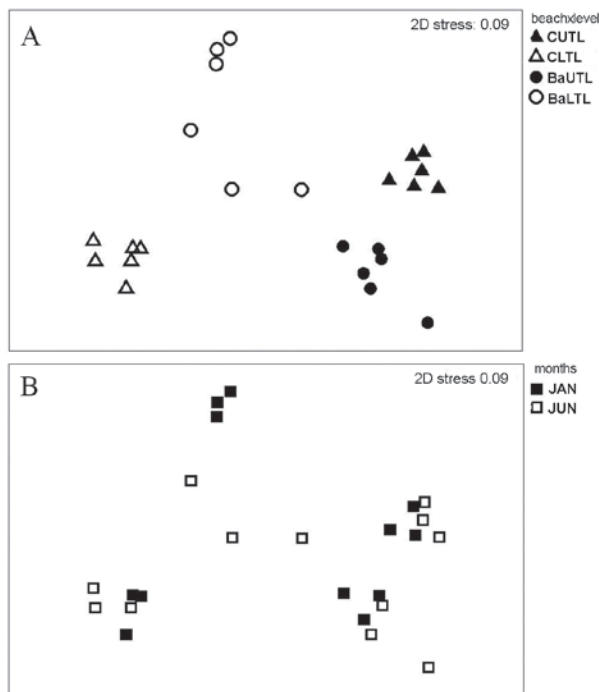 A
2D stress: 0.09
beachxlevel
CUTL
CLTL
BaUTL
BaLTL
B
2D stress 0.09
months
JAN
JUN